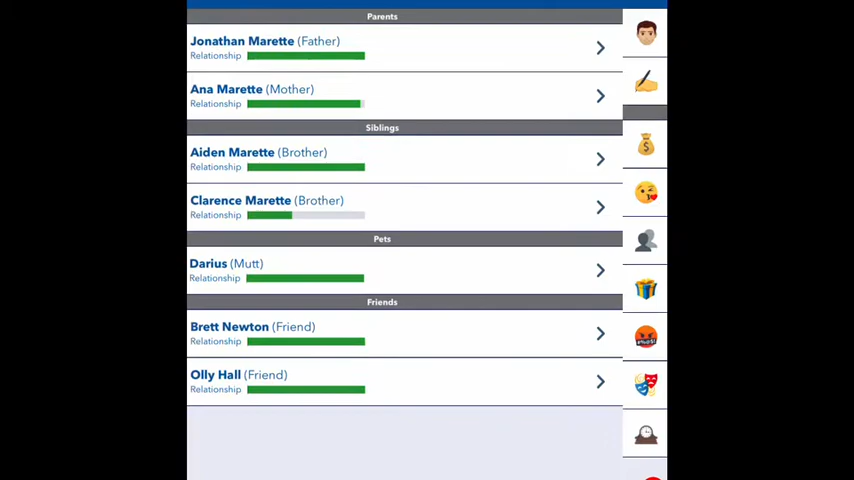 Parents
Jonathan Marette (Father)
Relationship
Ana Marette (Mother)
Relationship
Siblings
Aiden Marette (Brother)
Relationship
Clarence Marette (Brother)
Relationship
Pets
Darius (Mutt)
Relationship
Friends
Brett Newton (Friend)
Relationship
Olly Hall (Friend)
Relationship